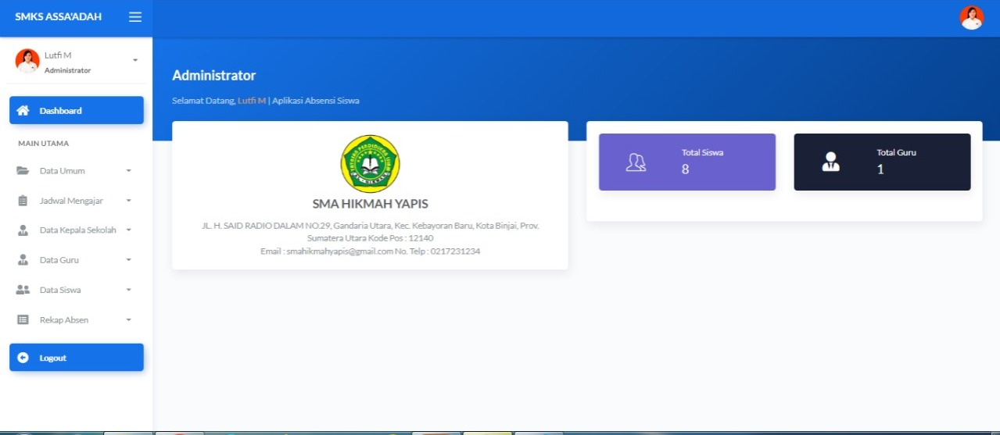 SMKS ASSA'ADAH
Lutfi M
Administrator
Dashboard
MAIN UTAMA
Data Umum
Jadwal Mengajar
Data Kepala Sekolah
Data Guru
Data Siswa
Rekap Absen
Logout
Administrator
Selamat Datang, Lutfi M | Aplikasi Absensi Siswa
SMA HIKMAH YAPIS
JL. H. SAID RADIO DALAM NO.29, Gandaria Utara, Kec. Kebayoran Baru, Kota Binjai, Prov.
Sumatera Utara Kode Pos : 12140
Email : smahikmahyapis@gmail.com No. Telp : 0217231234
Total Siswa
8
Total Guru
1